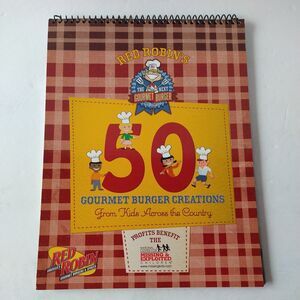 RED ROBIN'S
THE NEXT
GOURMET BURGER
50
GOURMET BURGER CREATIONS
From Kids Across the Country
PROFITS BENEFIT
THE
MISSING &
EXPLOITED
CHILDREN
RED
ROBIN